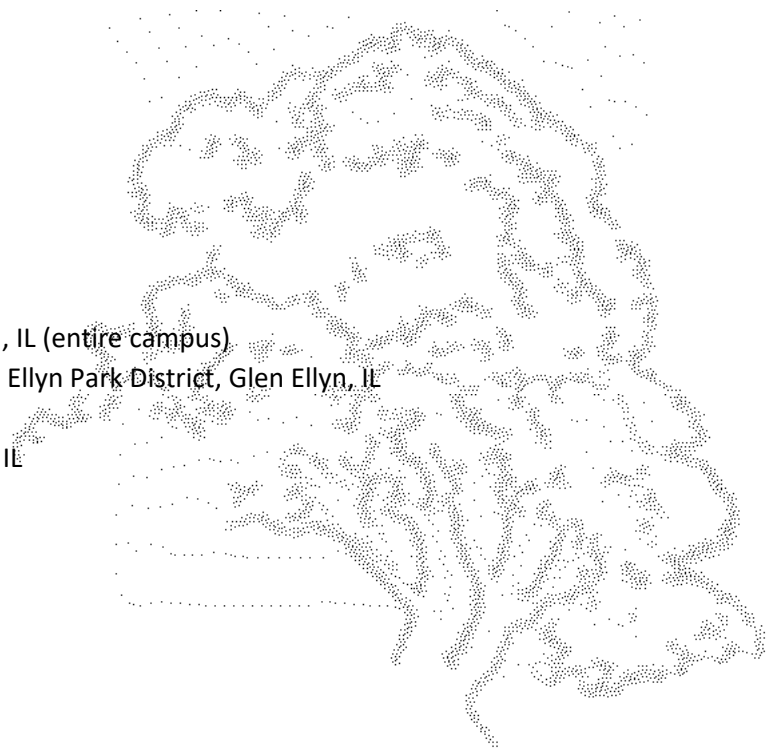 , IL (entire campus)
Ellyn Park District, Glen Ellyn, IL
IL